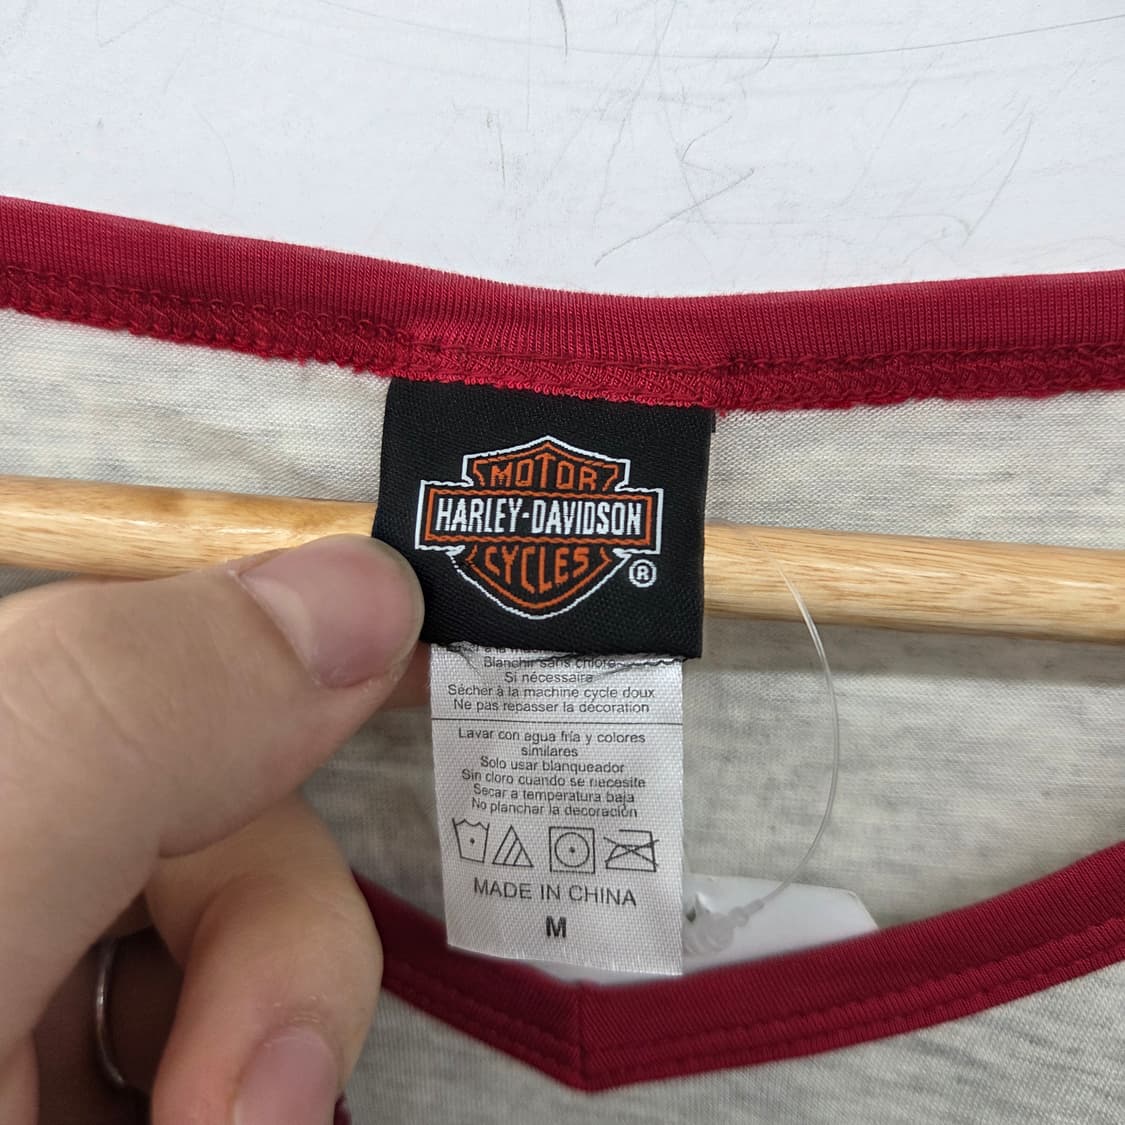 MOTOR
HARLEY-DAVIDSON
CYCLES
®
Blanchir sans chlore
Si nécessaire
Sécher à la machine cycle doux
Ne pas repasser la décoration
Lavar con agua fría y colores
similares
Solo usar blanqueador
Sin cloro cuando se necesite
Secar a temperatura baja
No planchar la decoración
MADE IN CHINA
M